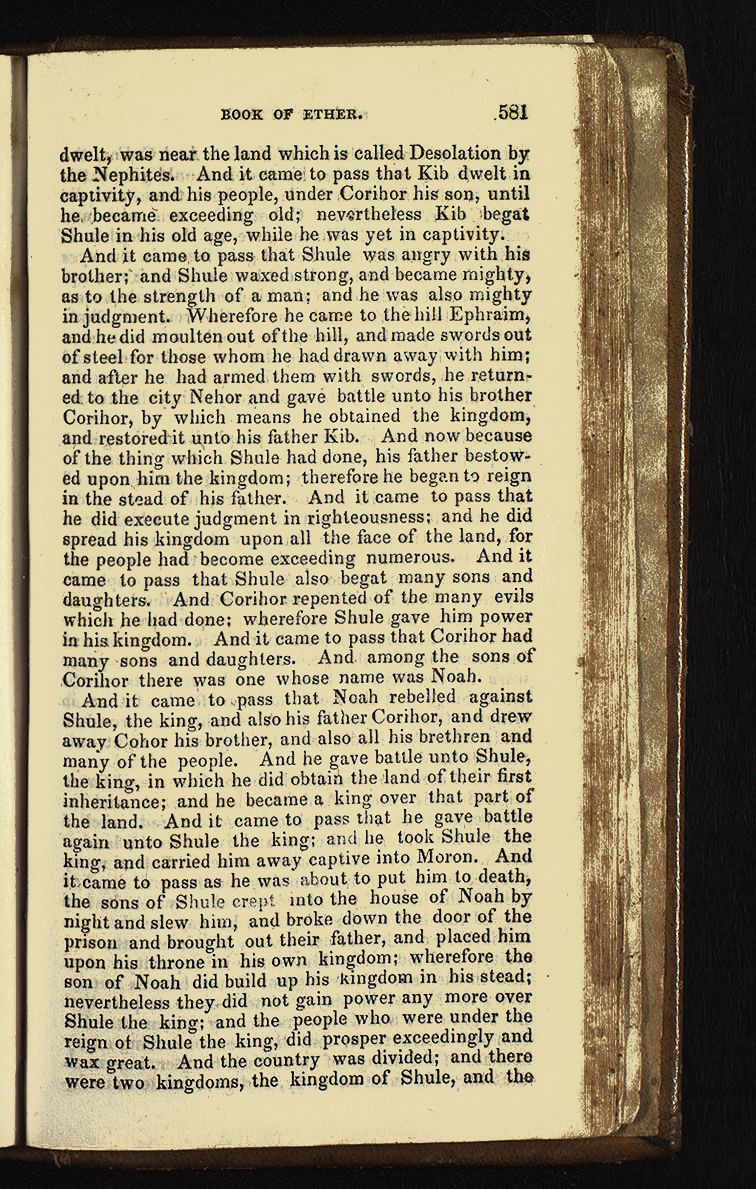 BOOK OF ETHER. 581
dwelt, was near the land which is called Desolation by
the Nephites. And it came to pass that Kib dwelt in
captivity, and his people, under Corihor his son, until
he became exceeding old; nevertheless Kib begat
Shule in his old age, while he was yet in captivity.
And it came to pass that Shule was angry with his
brother; and Shule waxed strong, and became mighty,
as to the strength of a man; and he was also mighty
in judgment. Wherefore he came to the hill Ephraim,
and he did moulten out of the hill, and made swords out
of steel for those whom he had drawn away with him;
and after he had armed them with swords, he return-
ed to the city Nehor and gave battle unto his brother
Corihor, by which means he obtained the kingdom,
and restored it unto his father Kib. And now because
of the thing which Shule had done, his father bestow-
ed upon him the kingdom; therefore he began to reign
in the stead of his father. And it came to pass that
he did execute judgment in righteousness; and he did
spread his kingdom upon all the face of the land, for
the people had become exceeding numerous. And it
came to pass that Shule also begat many sons and
daughters. And Corihor repented of the many evils
which he had done; wherefore Shule gave him power
in his kingdom. And it came to pass that Corihor had
many sons and daughters. And among the sons of
Corihor there was one whose name was Noah.
And it came to pass that Noah rebelled against
Shule, the king, and also his father Corihor, and drew
away Cohor his brother, and also all his brethren and
many of the people. And he gave battle unto Shule,
the king, in which he did obtain the land of their first
inheritance; and he became a king over that part of
the land. And it came to pass that he gave battle
again unto Shule the king; and he took Shule the
king, and carried him away captive into Moron. And
it came to pass as he was about to put him to death,
the sons of Shule crept into the house of Noah by
night and slew him, and broke down the door of the
prison and brought out their father, and placed him
upon his throne in his own kingdom; wherefore the
son of Noah did build up his kingdom in his stead;
nevertheless they did not gain power any more over
Shule the king; and the people who were under the
reign of Shule the king, did prosper exceedingly and
wax great. And the country was divided; and there
were two kingdoms, the kingdom of Shule, and the